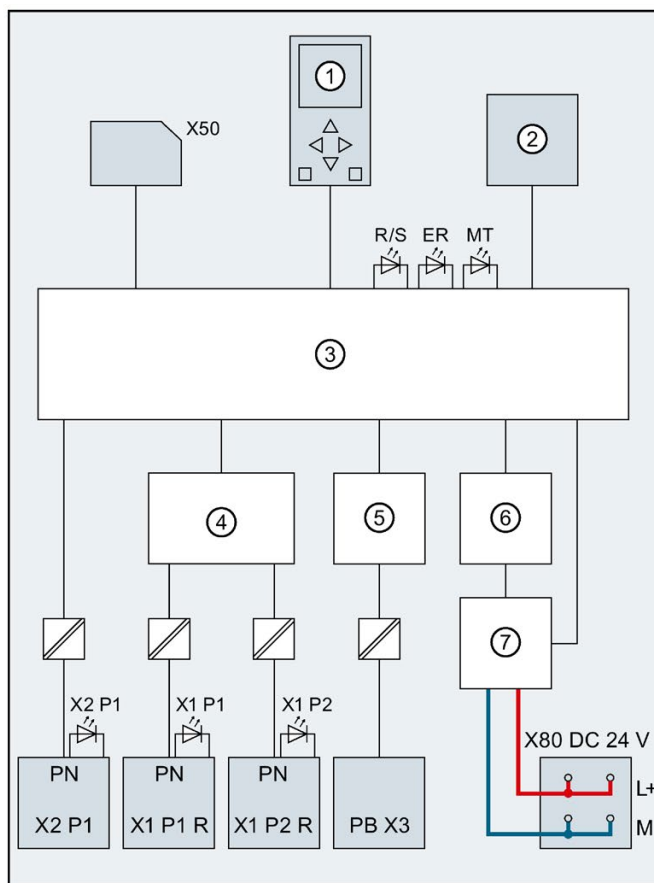 ①
X50
②
R/S ER MT
③
④
⑤
⑥
⑦
X2 P1
X1 P1
X1 P2
X80 DC 24 V
PN
PN
PN
L+
X2 P1
X1 P1 R
X1 P2 R
PB X3
M